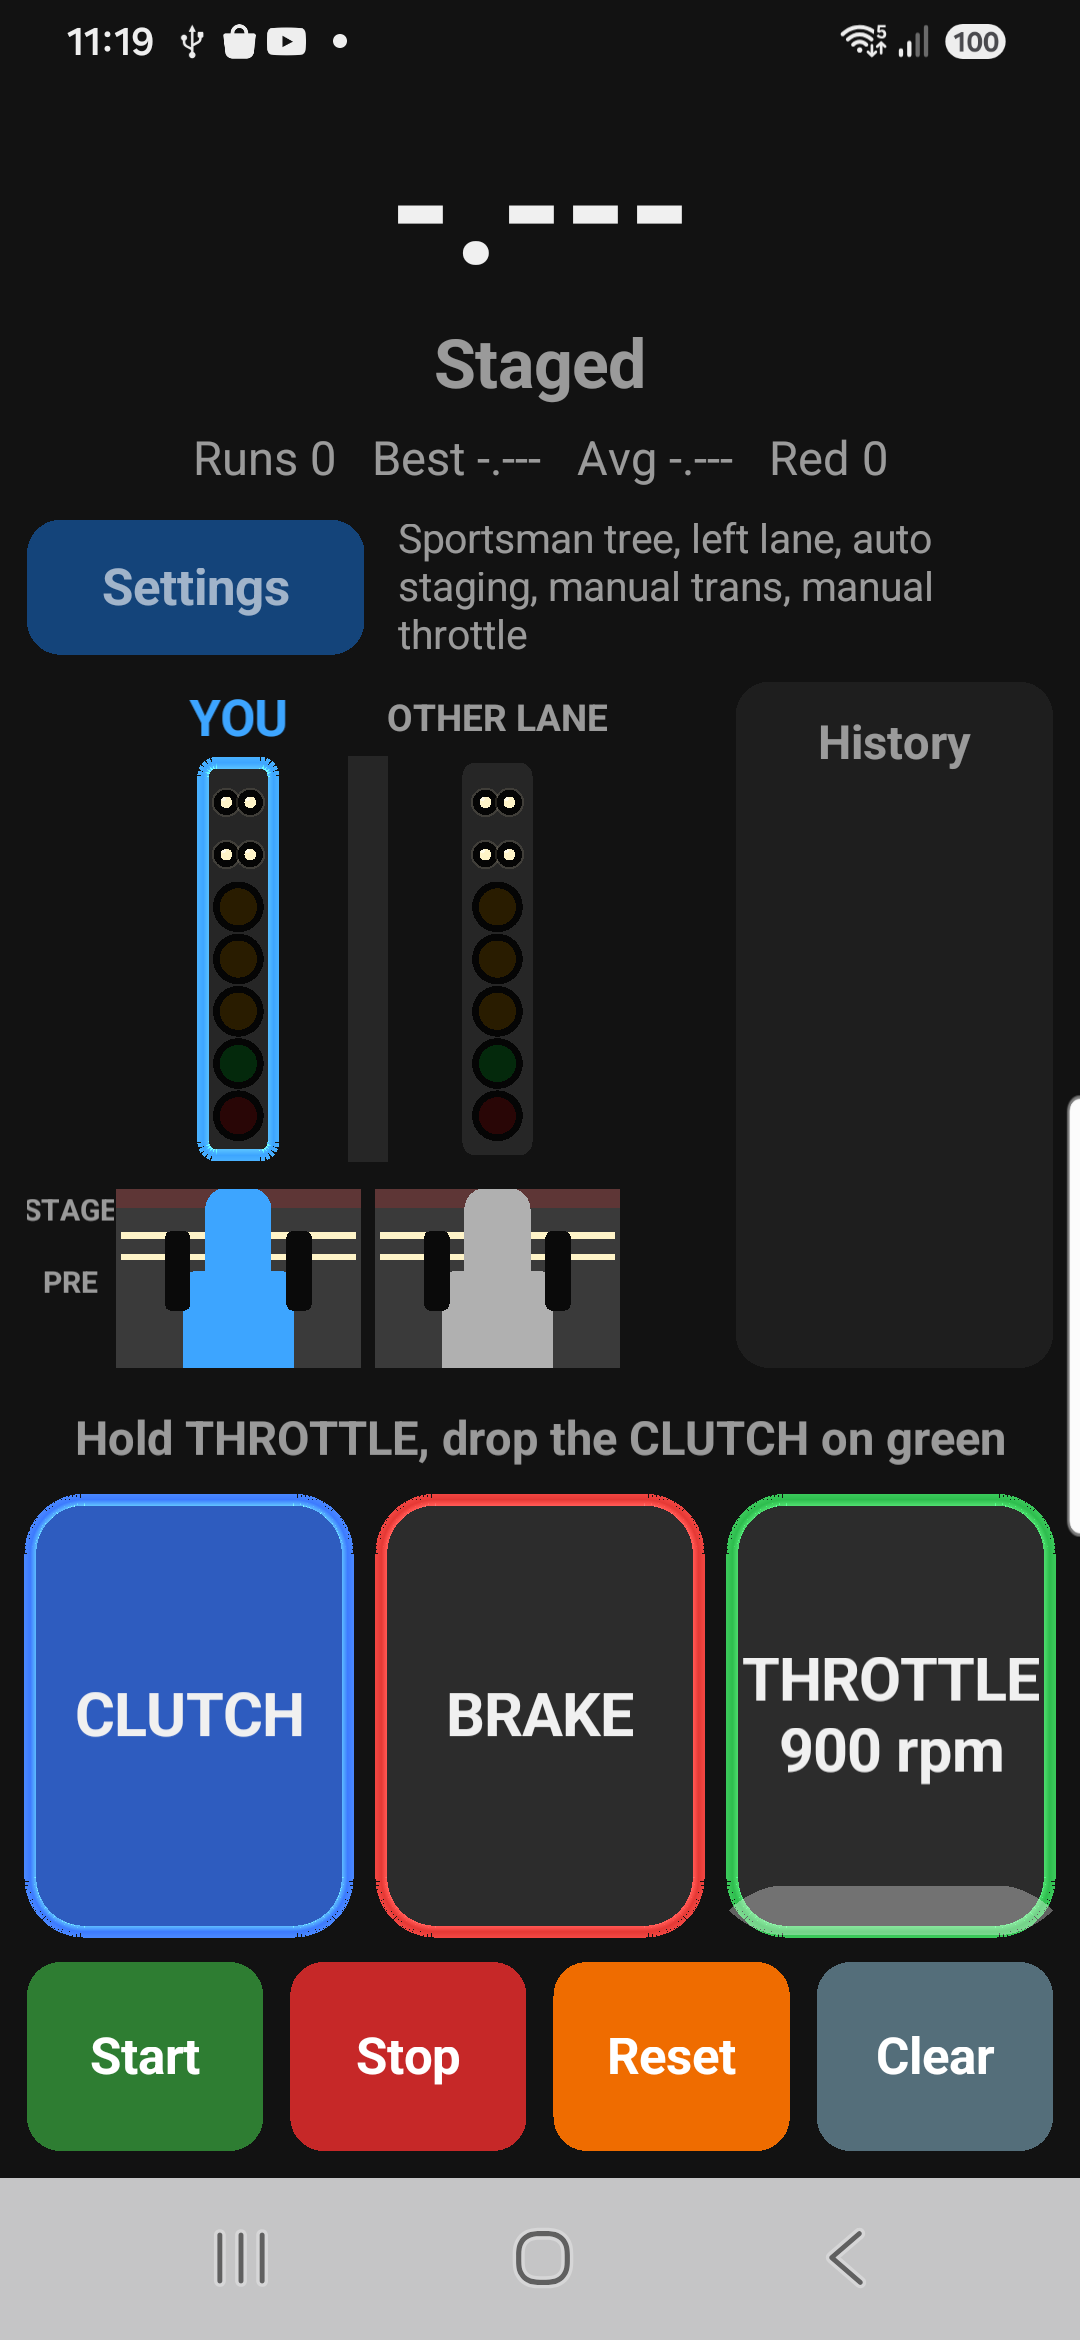 11:19
5
100
-.---
Staged
Runs 0 Best -.--- Avg -.--- Red 0
Settings
Sportsman tree, left lane, auto
staging, manual trans, manual
throttle
YOU
OTHER LANE
History
STAGE
PRE
Hold THROTTLE, drop the CLUTCH on green
CLUTCH
BRAKE
THROTTLE
900 rpm
Start
Stop
Reset
Clear